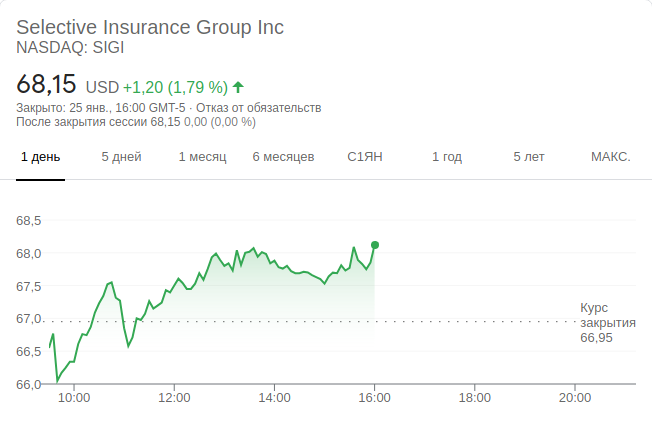 Selective Insurance Group Inc
NASDAQ: SIGI
68,15 USD +1,20 (1,79 %)
Закрыто: 25 янв., 16:00 GMT-5 · Отказ от обязательств
После закрытия сессии 68,15 0,00 (0,00 %)
1 день 5 дней 1 месяц 6 месяцев С1ЯН 1 год 5 лет МАКС.
68,5
68,0
67,5
67,0
66,5
66,0
Курс
закрытия
66,95
10:00 12:00 14:00 16:00 18:00 20:00